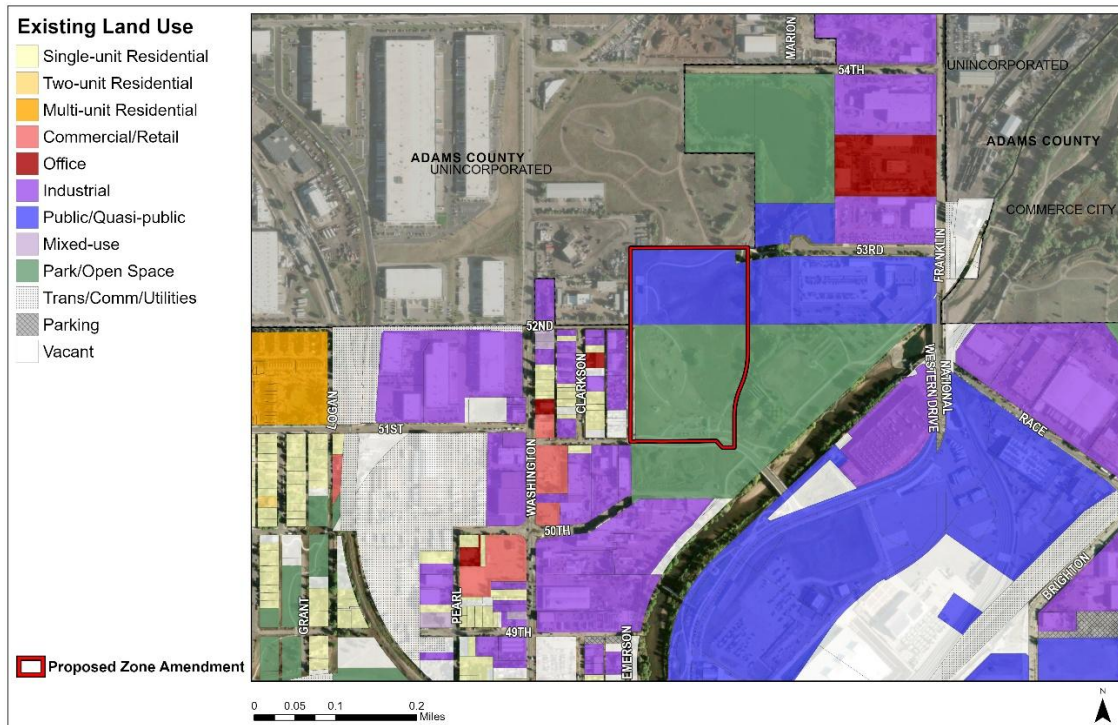 Existing Land Use
Single-unit Residential
Two-unit Residential
Multi-unit Residential
Commercial/Retail
Office
Industrial
Public/Quasi-public
Mixed-use
Park/Open Space
Trans/Comm/Utilities
Parking
Vacant
Proposed Zone Amendment
MARION
54TH
UNINCORPORATED
ADAMS COUNTY
ADAMS COUNTY
UNINCORPORATED
COMMERCE CITY
53RD
FRANKLIN
52ND
CLARKSON
NATIONAL
WESTERN DRIVE
RACE
LOGAN
51ST
WASHINGTON
50TH
BRIGHTON
GRANT
PEARL
49TH
EMERSON
0 0.05 0.1 0.2
Miles
N